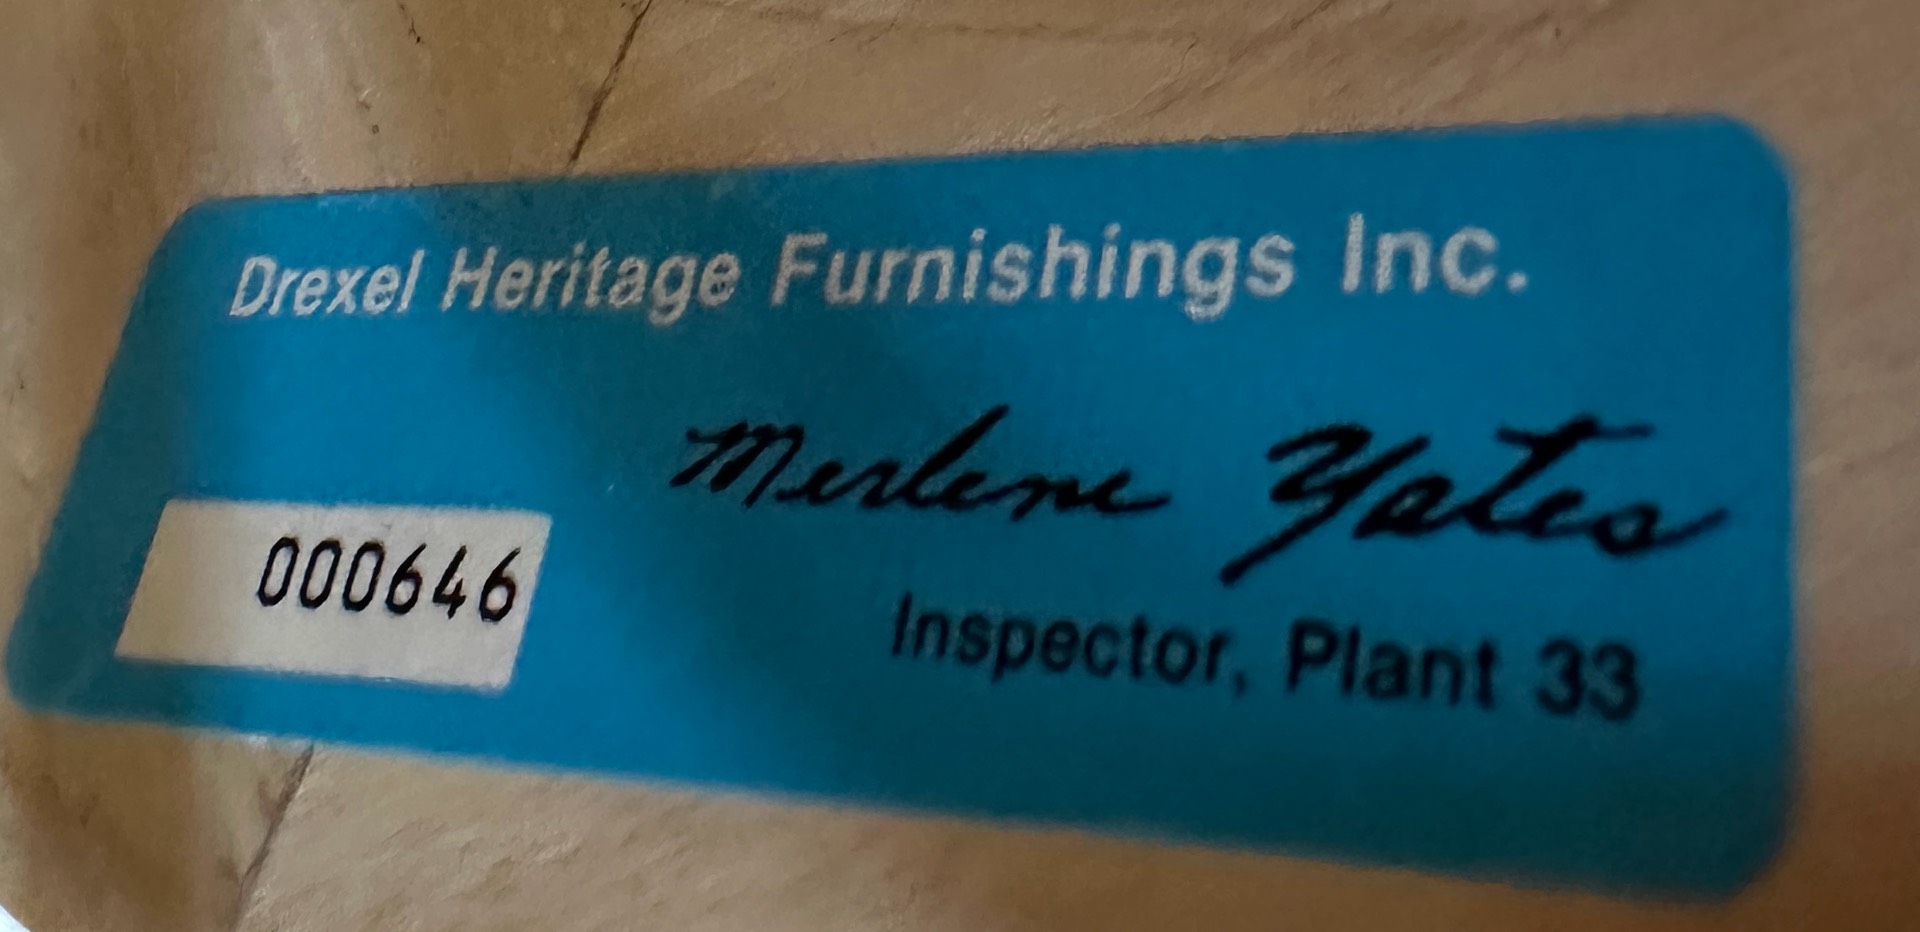 Drexel Heritage Furnishings Inc.
Merlene Yates
000646
Inspector, Plant 33